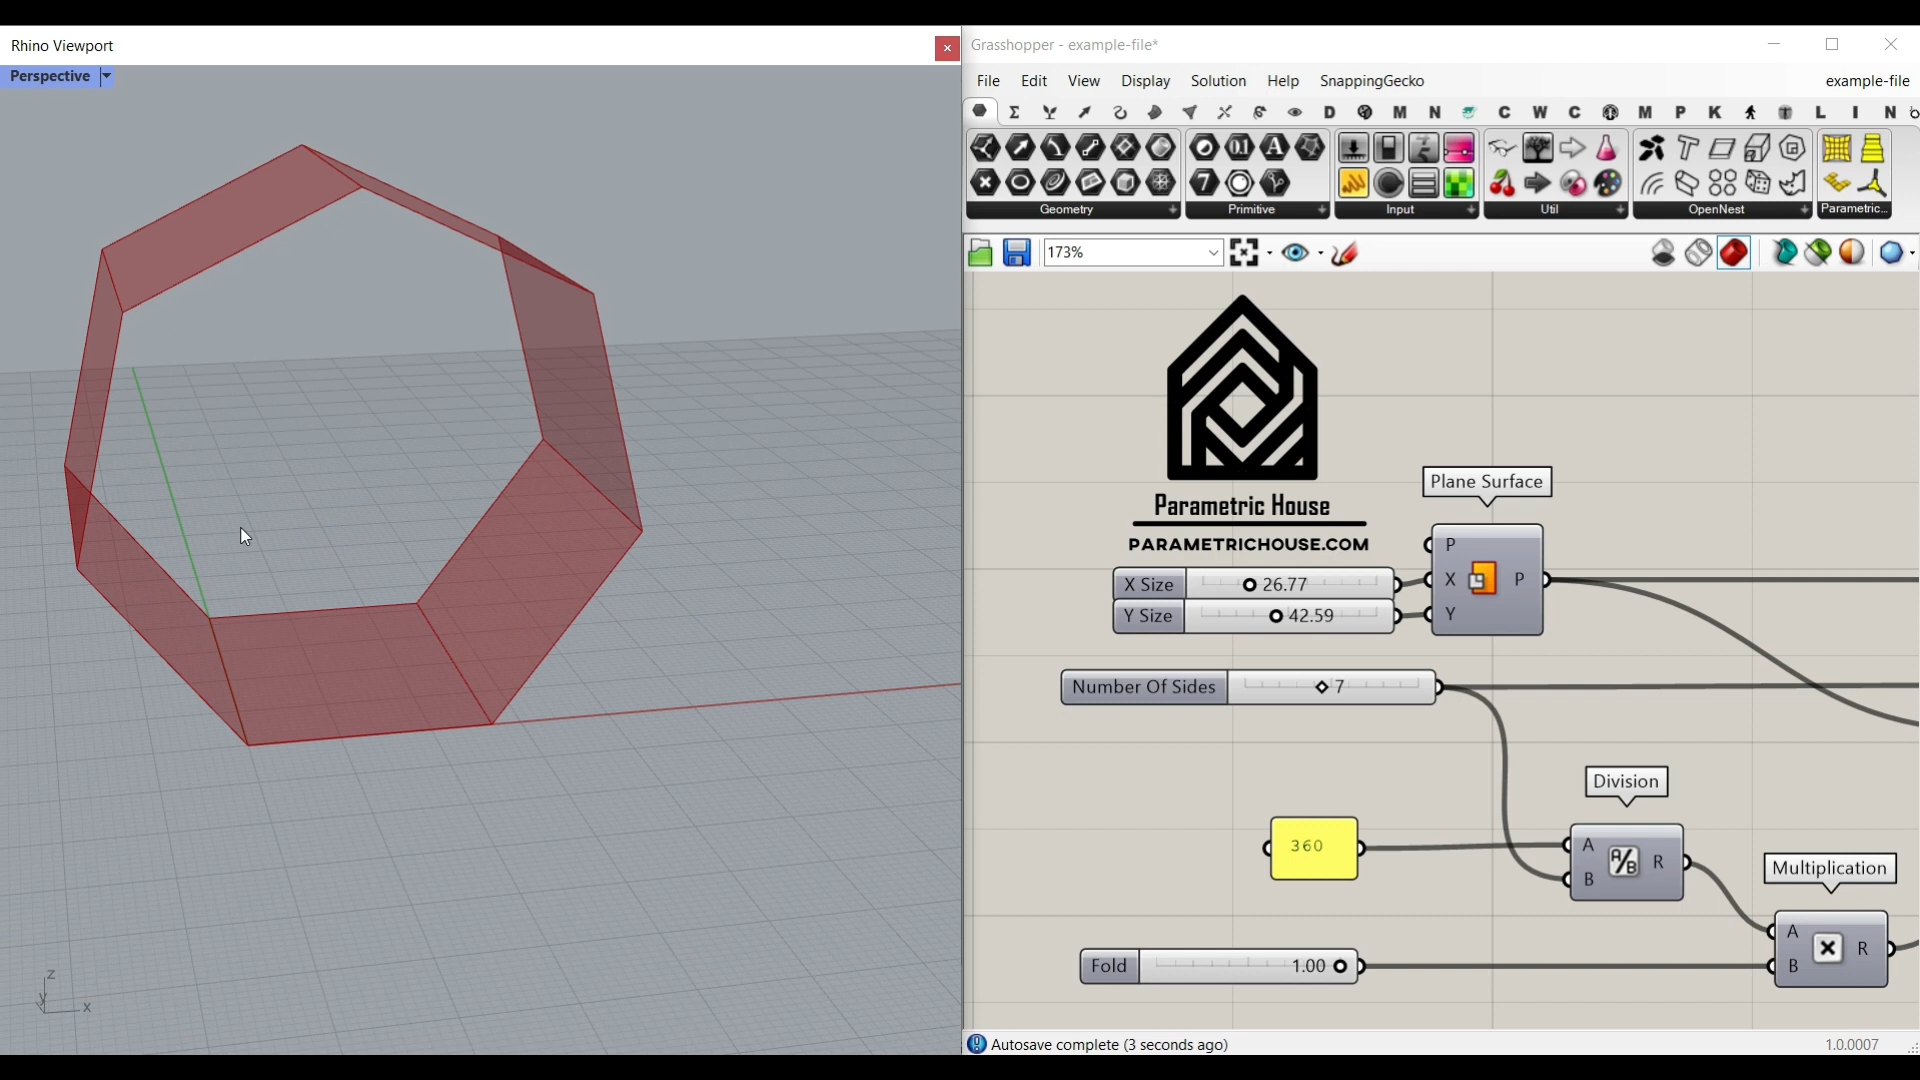 Rhino Viewport
Perspective
z
y
x
Grasshopper - example-file*
File Edit View Display Solution Help SnappingGecko example-file
D M N C W C M P K L I N
Geometry Primitive Input Util OpenNest Parametric...
173%
Parametric House
PARAMETRICHOUSE.COM
Plane Surface
P
X P
Y
X Size 26.77
Y Size 42.59
Number Of Sides 7
Division
360
A
A/B R
B
Multiplication
A
R
B
Fold 1.00
Autosave complete (3 seconds ago) 1.0.0007